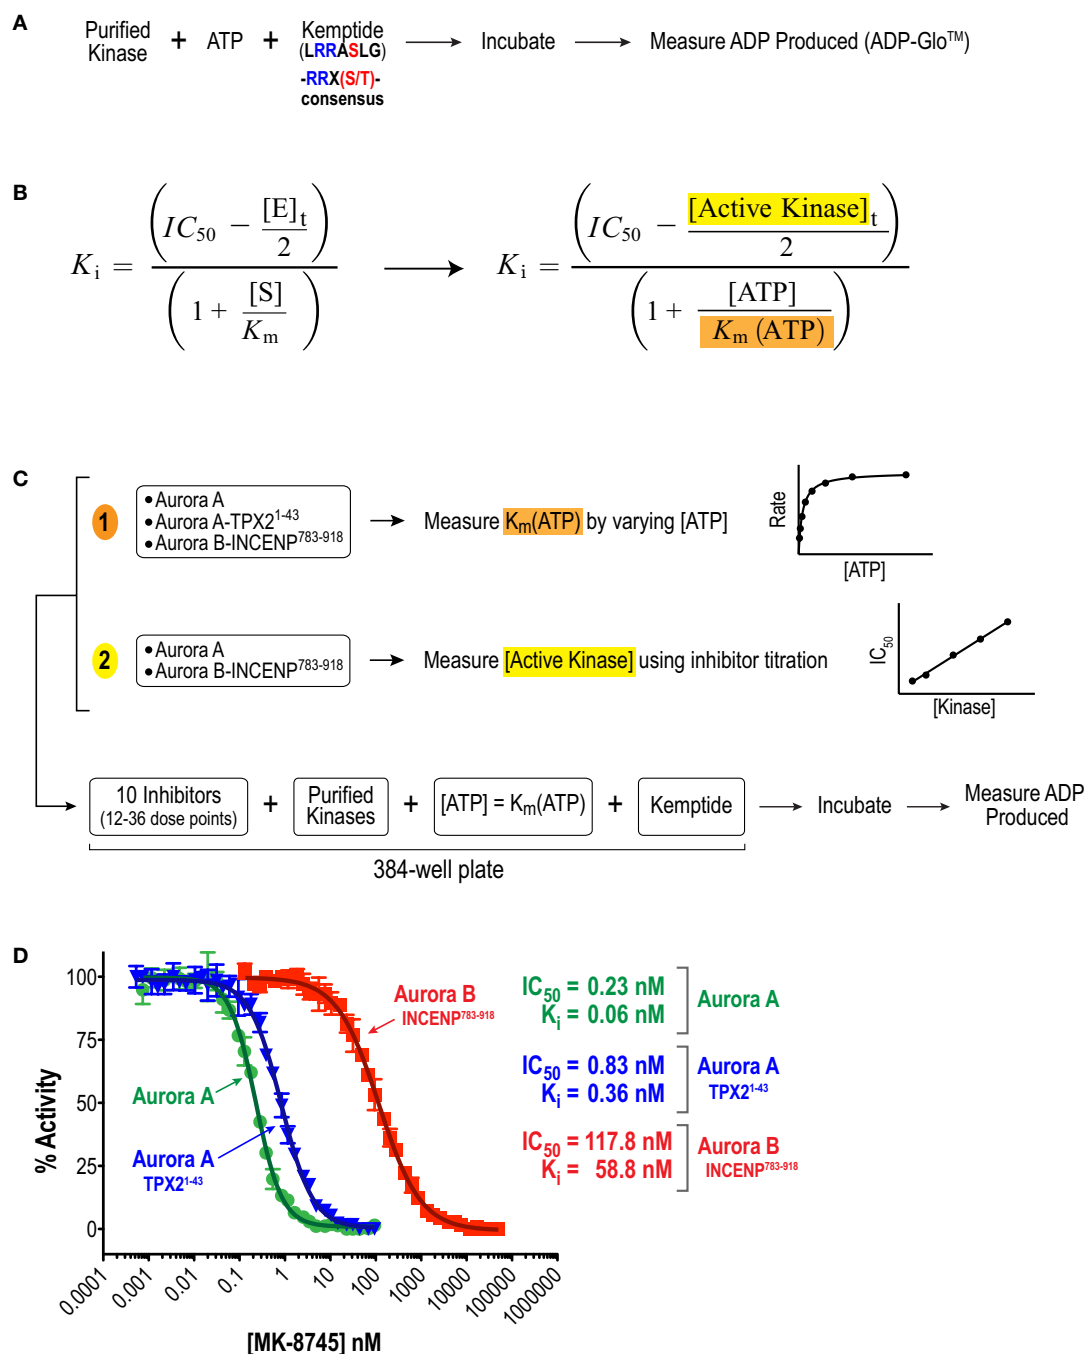 A
Purified Kinase + ATP + Kemptide (LRRASLG) Incubate Measure ADP Produced (ADP-Glo™)
-RRX(S/T)-
consensus
B
Ki = (IC50 − [E]t / 2) / (1 + [S] / Km)
Ki = (IC50 − [Active Kinase]t / 2) / (1 + [ATP] / Km (ATP))
C
1
• Aurora A
• Aurora A-TPX2¹⁻⁴³
• Aurora B-INCENP⁷⁸³⁻⁹¹⁸
Measure Km(ATP) by varying [ATP]
Rate
[ATP]
2
• Aurora A
• Aurora B-INCENP⁷⁸³⁻⁹¹⁸
Measure [Active Kinase] using inhibitor titration
IC50
[Kinase]
10 Inhibitors
(12-36 dose points)
+
Purified
Kinases
+
[ATP] = Km(ATP)
+
Kemptide
Incubate
Measure ADP
Produced
384-well plate
D
% Activity
100
75
50
25
0
Aurora A
Aurora A
TPX2¹⁻⁴³
Aurora B
INCENP⁷⁸³⁻⁹¹⁸
IC50 = 0.23 nM
Ki = 0.06 nM
Aurora A
IC50 = 0.83 nM
Ki = 0.36 nM
Aurora A
TPX2¹⁻⁴³
IC50 = 117.8 nM
Ki = 58.8 nM
Aurora B
INCENP⁷⁸³⁻⁹¹⁸
0.0001
0.001
0.01
0.1
1
10
100
1000
10000
100000
1000000
[MK-8745] nM